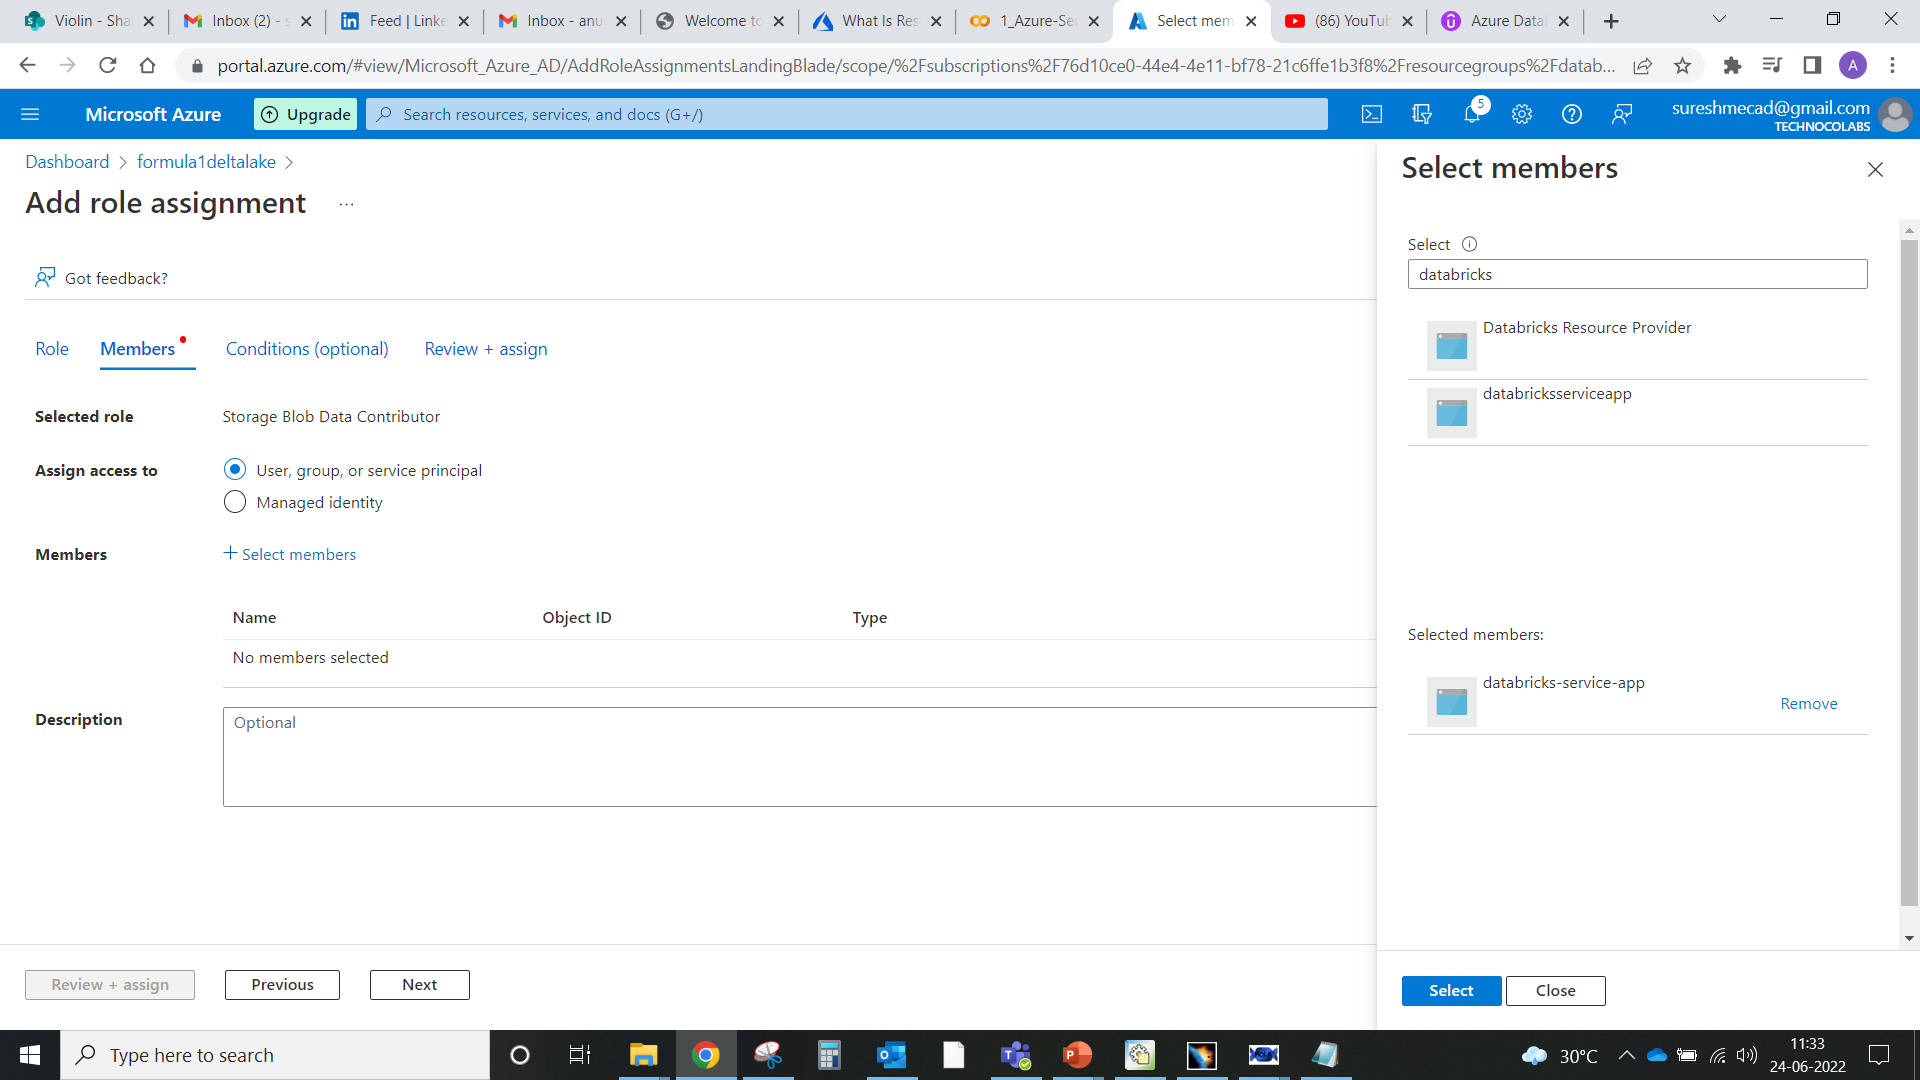 Violin - Sha
Inbox (2) - s
Feed | Linke
Inbox - anu
Welcome to
What Is Res
1_Azure-Se
Select mem
(86) YouTub
Azure Datab
portal.azure.com/#view/Microsoft_Azure_AD/AddRoleAssignmentsLandingBlade/scope/%2Fsubscriptions%2F76d10ce0-44e4-4e11-bf78-21c6ffe1b3f8%2Fresourcegroups%2Fdatab...
A
Microsoft Azure
Upgrade
Search resources, services, and docs (G+/)
5
sureshmecad@gmail.com
TECHNOCOLABS
Dashboard > formula1deltalake >
Add role assignment ...
Got feedback?
Role
Members
Conditions (optional)
Review + assign
Selected role
Storage Blob Data Contributor
Assign access to
User, group, or service principal
Managed identity
Members
+ Select members
Name
Object ID
Type
No members selected
Description
Optional
Review + assign
Previous
Next
Select members
Select
databricks
Databricks Resource Provider
databricksserviceapp
Selected members:
databricks-service-app
Remove
Select
Close
Type here to search
30°C
11:33
24-06-2022